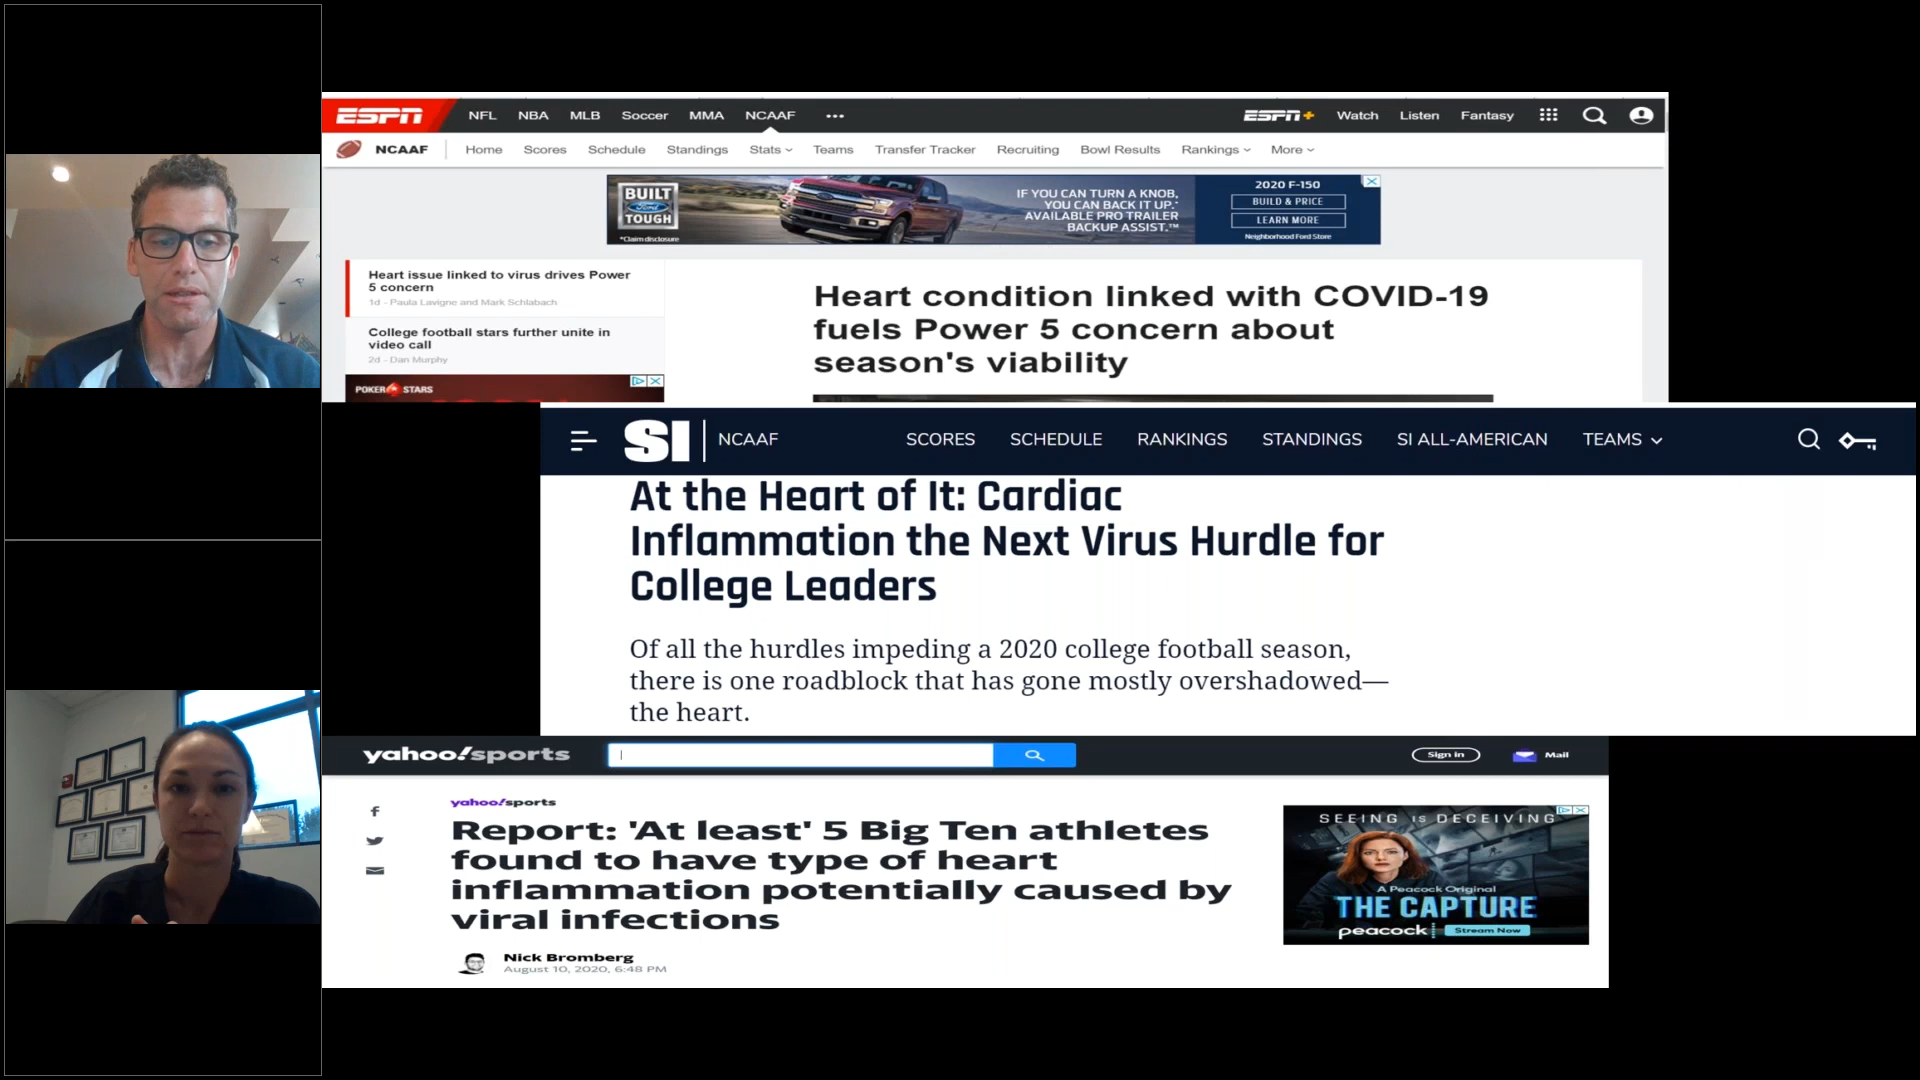 ESPN NFL NBA MLB Soccer MMA NCAAF ••• ESPN+ Watch Listen Fantasy
NCAAF Home Scores Schedule Standings Stats Teams Transfer Tracker Recruiting Bowl Results Rankings More
BUILT
Ford
TOUGH
*Claim disclosure
IF YOU CAN TURN A KNOB,
YOU CAN BACK IT UP.*
AVAILABLE PRO TRAILER
BACKUP ASSIST.™
2020 F-150
BUILD & PRICE
LEARN MORE
Neighborhood Ford Store
Heart issue linked to virus drives Power
5 concern
1d - Paula Lavigne and Mark Schlabach
College football stars further unite in
video call
2d - Dan Murphy
POKER STARS
Heart condition linked with COVID-19
fuels Power 5 concern about
season's viability
SI NCAAF SCORES SCHEDULE RANKINGS STANDINGS SI ALL-AMERICAN TEAMS
At the Heart of It: Cardiac
Inflammation the Next Virus Hurdle for
College Leaders
Of all the hurdles impeding a 2020 college football season,
there is one roadblock that has gone mostly overshadowed—
the heart.
yahoo!sports Sign in Mail
yahoo!sports
Report: 'At least' 5 Big Ten athletes
found to have type of heart
inflammation potentially caused by
viral infections
Nick Bromberg
August 10, 2020, 6:48 PM
SEEING IS DECEIVING
A Peacock Original
THE CAPTURE
peacock Stream Now